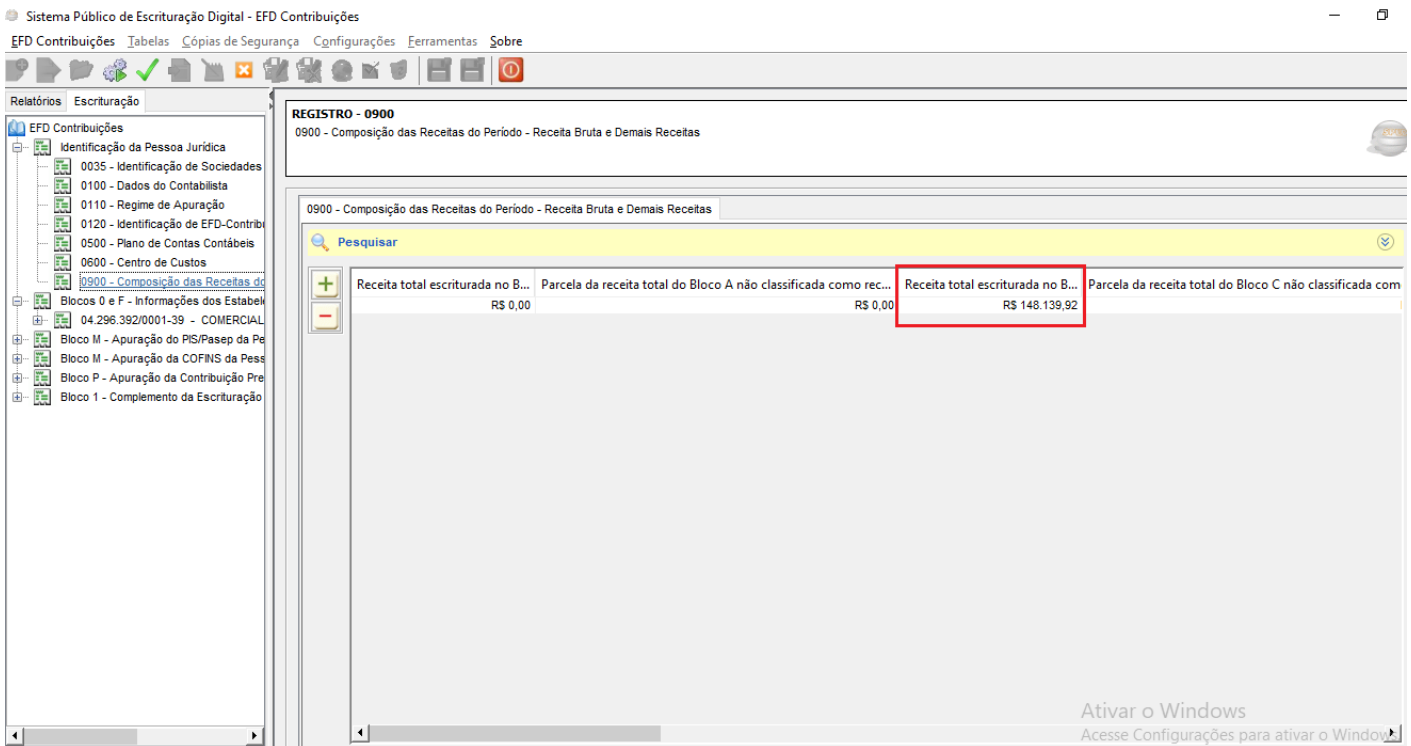 Sistema Público de Escrituração Digital - EFD Contribuições
EFD Contribuições Tabelas Cópias de Segurança Configurações Ferramentas Sobre
Relatórios Escrituração
EFD Contribuições
Identificação da Pessoa Jurídica
0035 - Identificação de Sociedades
0100 - Dados do Contabilista
0110 - Regime de Apuração
0120 - Identificação de EFD-Contribu
0500 - Plano de Contas Contábeis
0600 - Centro de Custos
0900 - Composição das Receitas do
Blocos 0 e F - Informações dos Estabele
04.296.392/0001-39 - COMERCIAL
Bloco M - Apuração do PIS/Pasep da Pe
Bloco M - Apuração da COFINS da Pess
Bloco P - Apuração da Contribuição Pre
Bloco 1 - Complemento da Escrituração
REGISTRO - 0900
0900 - Composição das Receitas do Período - Receita Bruta e Demais Receitas
0900 - Composição das Receitas do Período - Receita Bruta e Demais Receitas
Pesquisar
Receita total escriturada no B... Parcela da receita total do Bloco A não classificada como rec... Receita total escriturada no B... Parcela da receita total do Bloco C não classificada com
R$ 0,00 R$ 0,00 R$ 148.139,92
Ativar o Windows
Acesse Configurações para ativar o Windows.